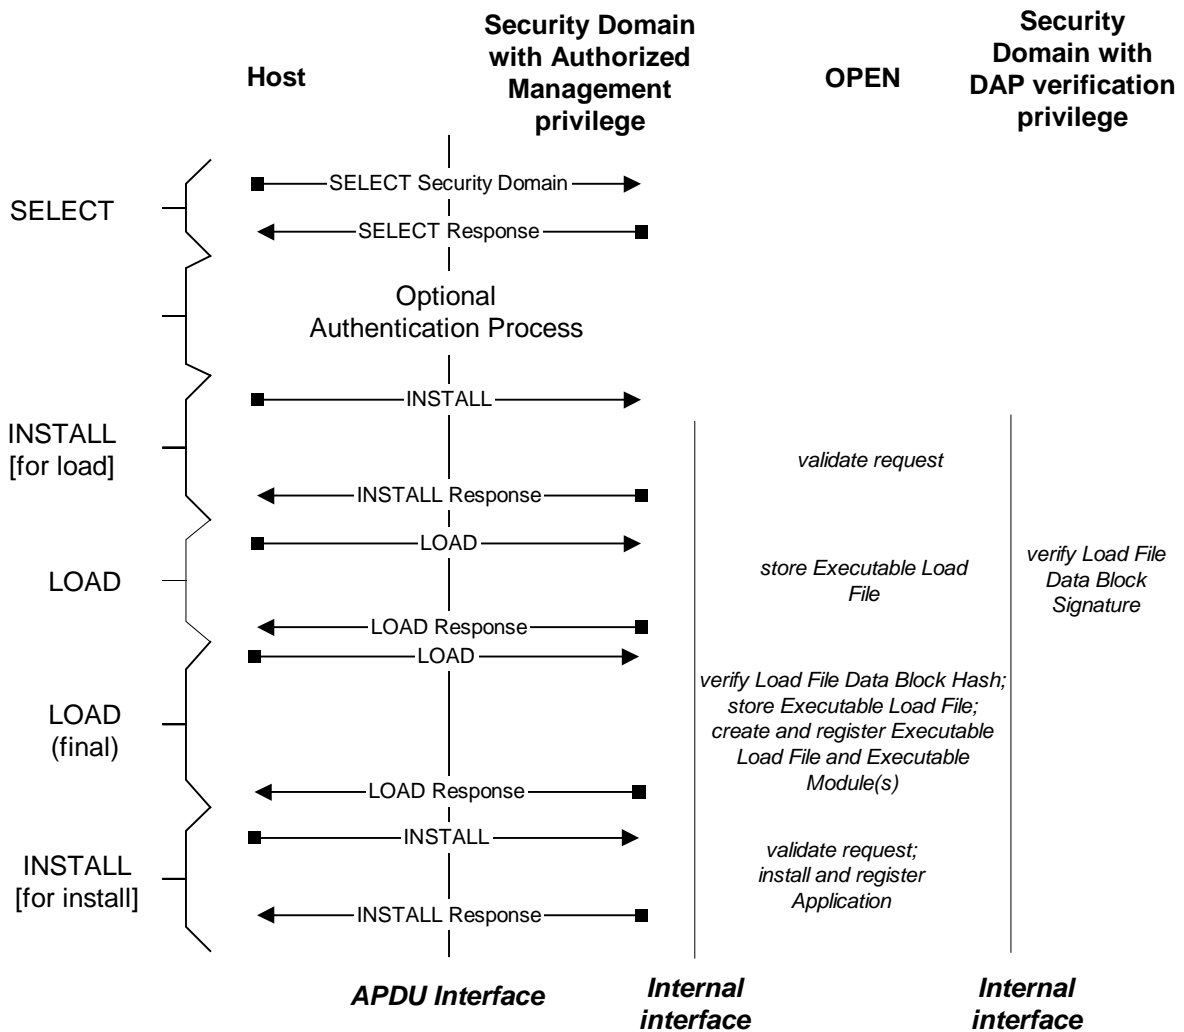 Host
Security Domain
with Authorized
Management
privilege
OPEN
Security
Domain with
DAP verification
privilege
SELECT
SELECT Security Domain
SELECT Response
Optional
Authentication Process
INSTALL
[for load]
INSTALL
validate request
INSTALL Response
LOAD
LOAD
store Executable Load
File
verify Load File
Data Block
Signature
LOAD Response
LOAD
(final)
LOAD
verify Load File Data Block Hash;
store Executable Load File;
create and register Executable
Load File and Executable
Module(s)
LOAD Response
INSTALL
[for install]
INSTALL
validate request;
install and register
Application
INSTALL Response
APDU Interface
Internal
interface
Internal
interface